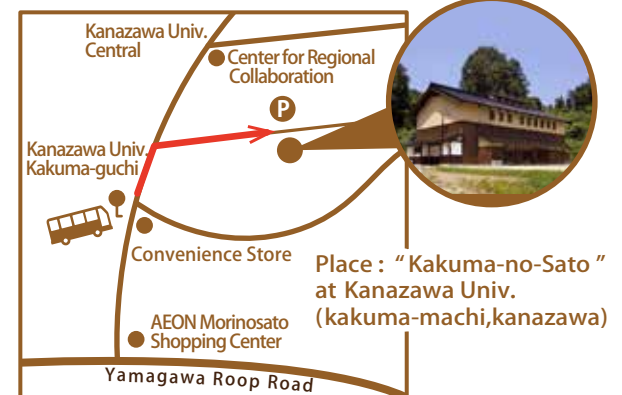 Kanazawa Univ.
Central
Center for Regional
Collaboration
P
Kanazawa Univ.
Kakuma-guchi
Convenience Store
Place : “Kakuma-no-Sato ”
at Kanazawa Univ.
(kakuma-machi,kanazawa)
AEON Morinosato
Shopping Center
Yamagawa Roop Road